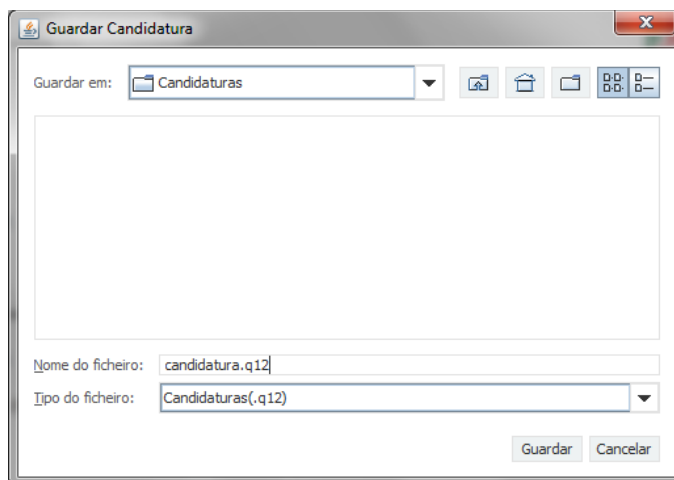 Guardar Candidatura
Guardar em: Candidaturas
Nome do ficheiro: candidatura.q12
Tipo do ficheiro: Candidaturas(.q12)
Guardar Cancelar